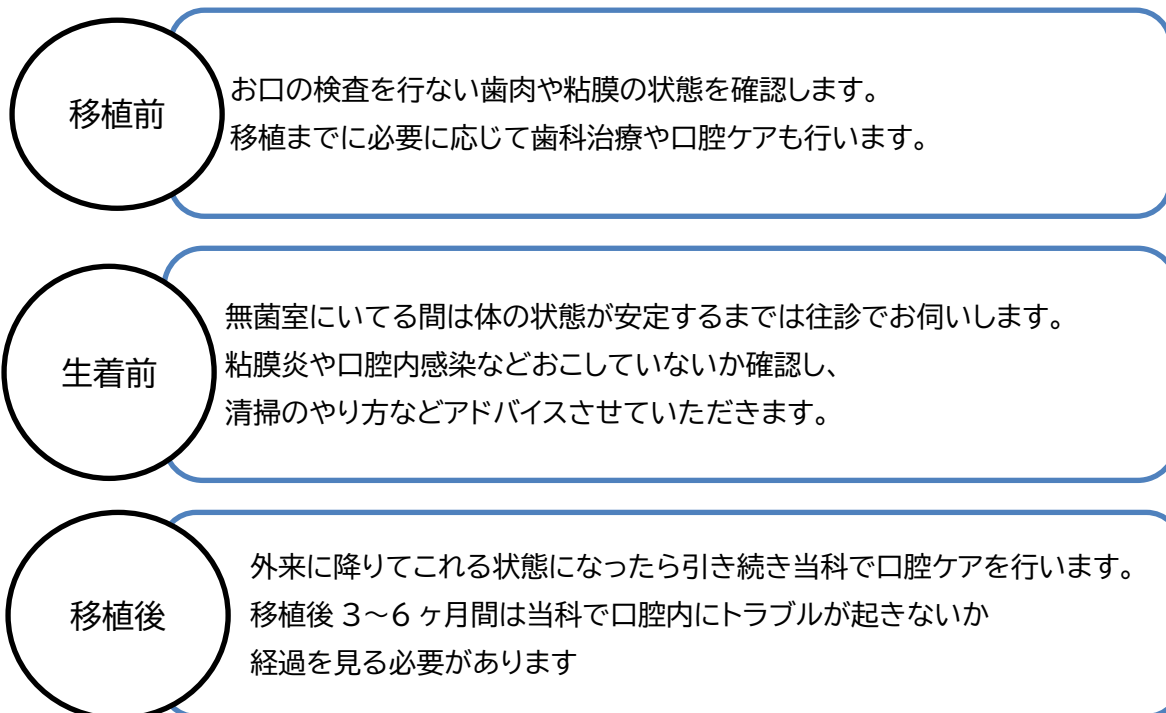 移植前
お口の検査を行ない歯肉や粘膜の状態を確認します。
移植までに必要に応じて歯科治療や口腔ケアも行います。
生着前
無菌室にいてる間は体の状態が安定するまでは往診でお伺いします。
粘膜炎や口腔内感染などおこしていないか確認し、
清掃のやり方などアドバイスさせていただきます。
移植後
外来に降りてこれる状態になったら引き続き当科で口腔ケアを行います。
移植後 3～6 ヶ月間は当科で口腔内にトラブルが起きないか
経過を見る必要があります